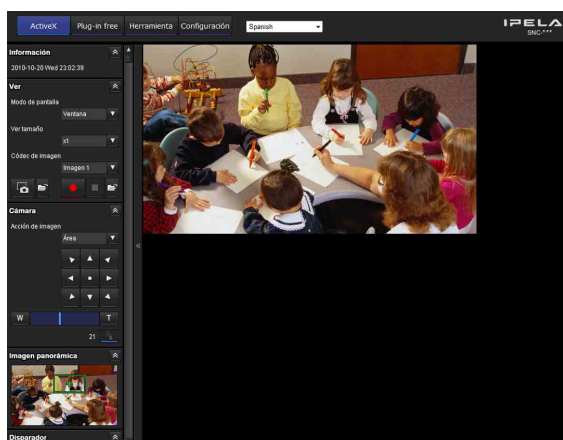 ActiveX Plug-in free Herramienta Configuración Spanish
IPELA
SNC-***
Información
2010-10-20 Wed 23:02:39
Ver
Modo de pantalla
Ventana
Ver tamaño
x1
Códec de imagen
Imagen 1
Cámara
Acción de imagen
Área
W T
21
Imagen panorámica
Disparador